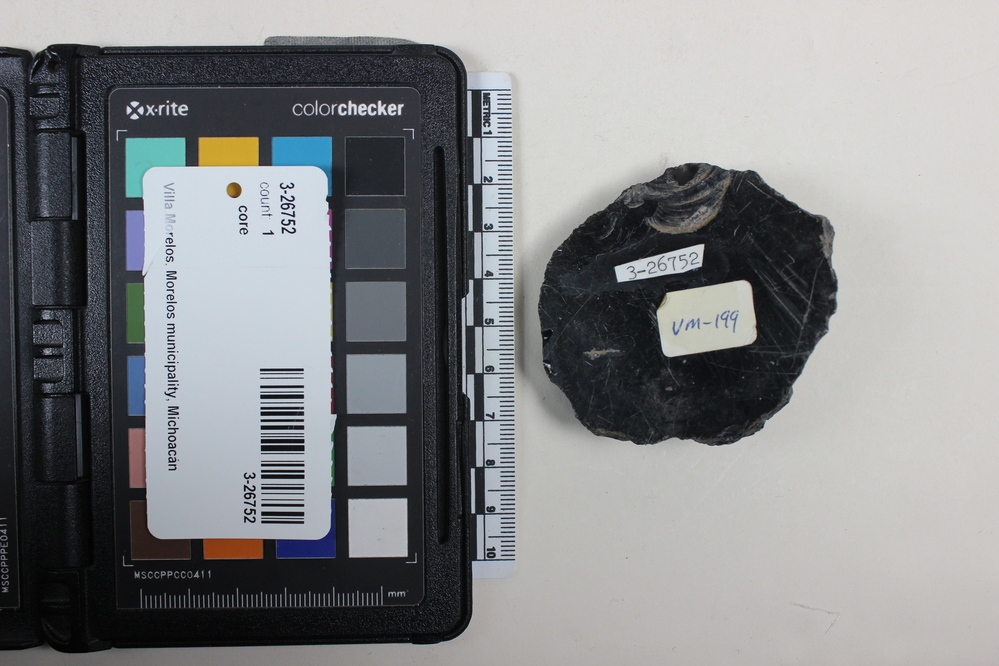 x·rite
colorchecker
3-26752
count 1
core
Villa Morelos, Morelos municipality, Michoacán
3-26752
MSCCPPCC0411
mm
METRIC 1
2
3
4
5
6
7
8
9
10
3-26752
VM-199
MSCCPPPE0411